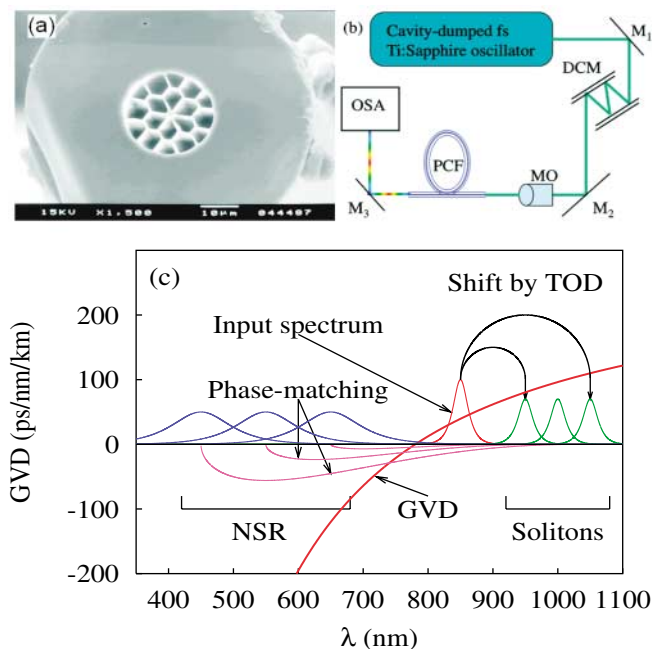 (a)
15KV X1,500 10μm 044407
(b)
Cavity-dumped fs
Ti:Sapphire oscillator
M1
DCM
OSA
PCF
MO
M3
M2
(c)
Shift by TOD
Input spectrum
Phase-matching
GVD (ps/nm/km)
200
100
0
-100
-200
NSR
GVD
Solitons
400 500 600 700 800 900 1000 1100
λ (nm)